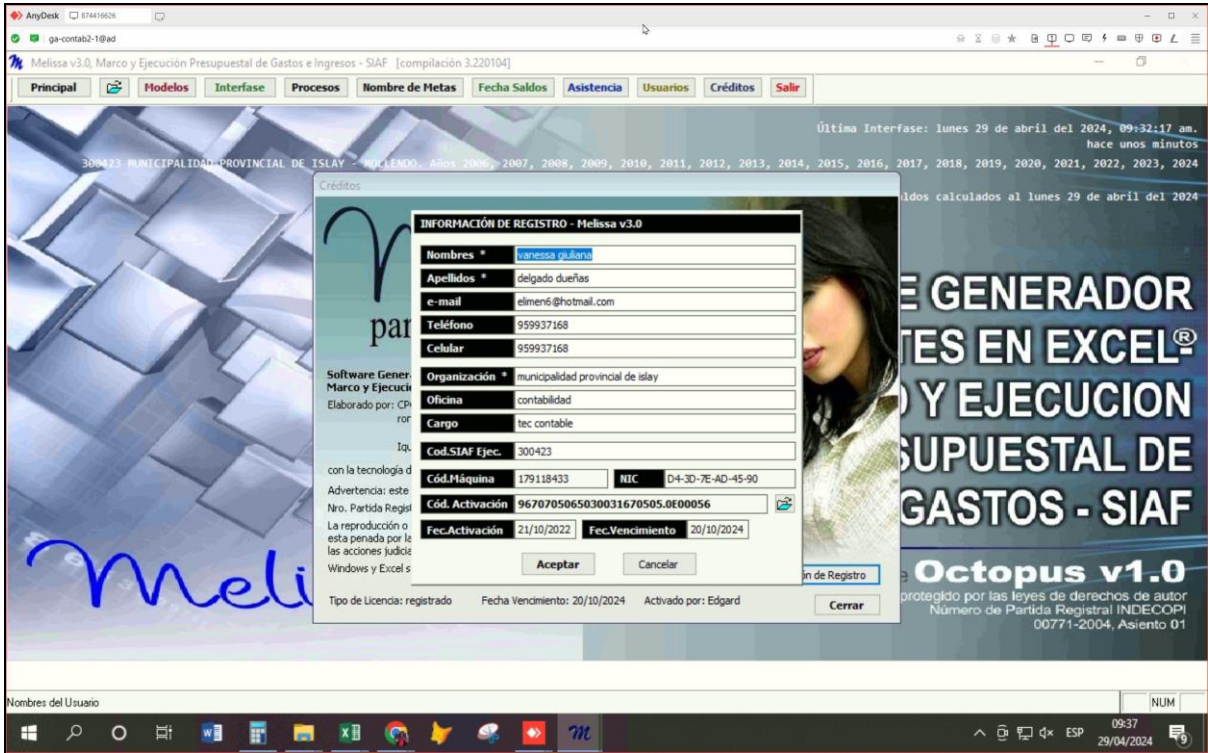 AnyDesk 874416626
ga-contab2-1@ad
Melissa v3.0, Marco y Ejecución Presupuestal de Gastos e Ingresos - SIAF [compilación 3.220104]
Principal Modelos Interfase Procesos Nombre de Metas Fecha Saldos Asistencia Usuarios Créditos Salir
Última Interfase: lunes 29 de abril del 2024, 09:32:17 am.
hace unos minutos
300423 MUNICIPALIDAD PROVINCIAL DE ISLAY - MOLLENDO. Años 2006, 2007, 2008, 2009, 2010, 2011, 2012, 2013, 2014, 2015, 2016, 2017, 2018, 2019, 2020, 2021, 2022, 2023, 2024
ldos calculados al lunes 29 de abril del 2024
Créditos
INFORMACIÓN DE REGISTRO - Melissa v3.0
Nombres * vanessa giuliana
Apellidos * delgado dueñas
e-mail elimen6@hotmail.com
Teléfono 959937168
Celular 959937168
Organización * municipalidad provincial de islay
Oficina contabilidad
Cargo tec contable
Cod.SIAF Ejec. 300423
Cód.Máquina 179118433 NIC D4-3D-7E-AD-45-90
Cód. Activación 9670705065030031670505.0E00056
Fec.Activación 21/10/2022 Fec.Vencimiento 20/10/2024
Aceptar Cancelar
par
Software Gener
Marco y Ejecuci
Elaborado por: CP
ror
Iqu
con la tecnología d
Advertencia: este
Nro. Partida Regist
La reproducción o
esta penada por la
las acciones judicia
Windows y Excel s
ón de Registro
Tipo de Licencia: registrado Fecha Vencimiento: 20/10/2024 Activado por: Edgard
Cerrar
E GENERADOR
TES EN EXCEL®
O Y EJECUCION
SUPUESTAL DE
GASTOS - SIAF
Meli
e Octopus v1.0
protegido por las leyes de derechos de autor
Número de Partida Registral INDECOPI
00771-2004, Asiento 01
Nombres del Usuario
NUM
ESP
09:37
29/04/2024
9